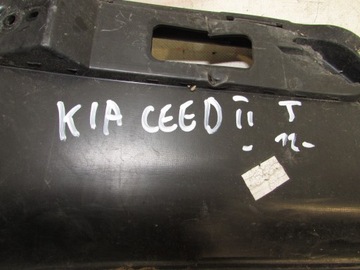 KIA CEED II T
- 12-